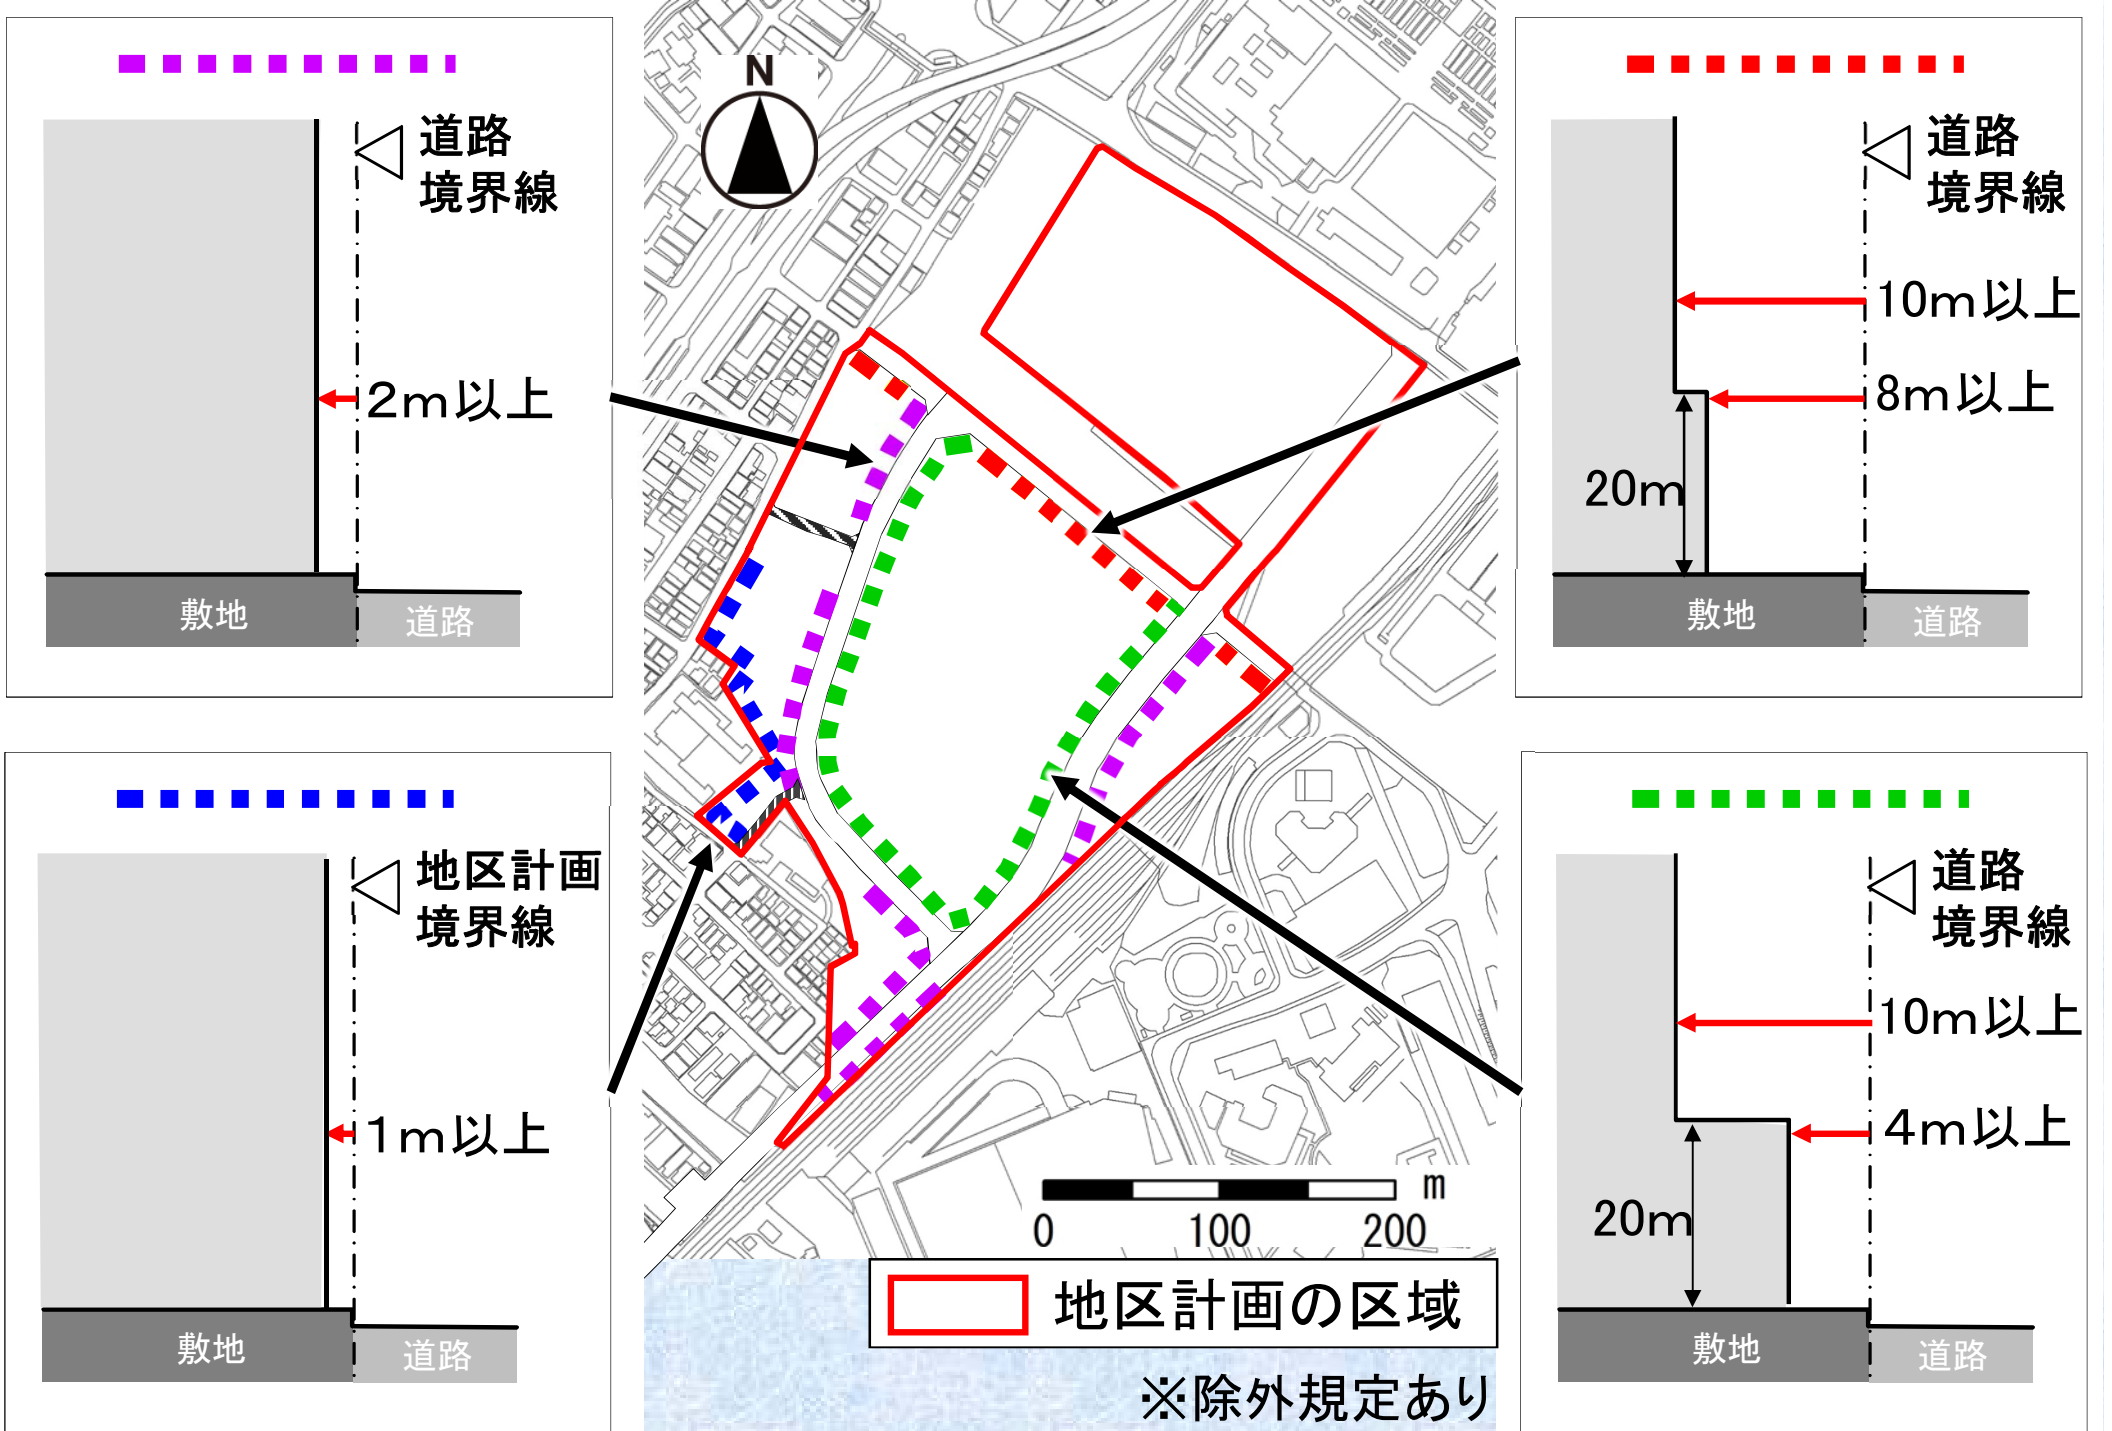 道路
境界線
2m以上
敷地
道路
地区計画
境界線
1m以上
敷地
道路
N
道路
境界線
10m以上
8m以上
20m
敷地
道路
道路
境界線
10m以上
4m以上
20m
敷地
道路
m
0 100 200
地区計画の区域
※除外規定あり